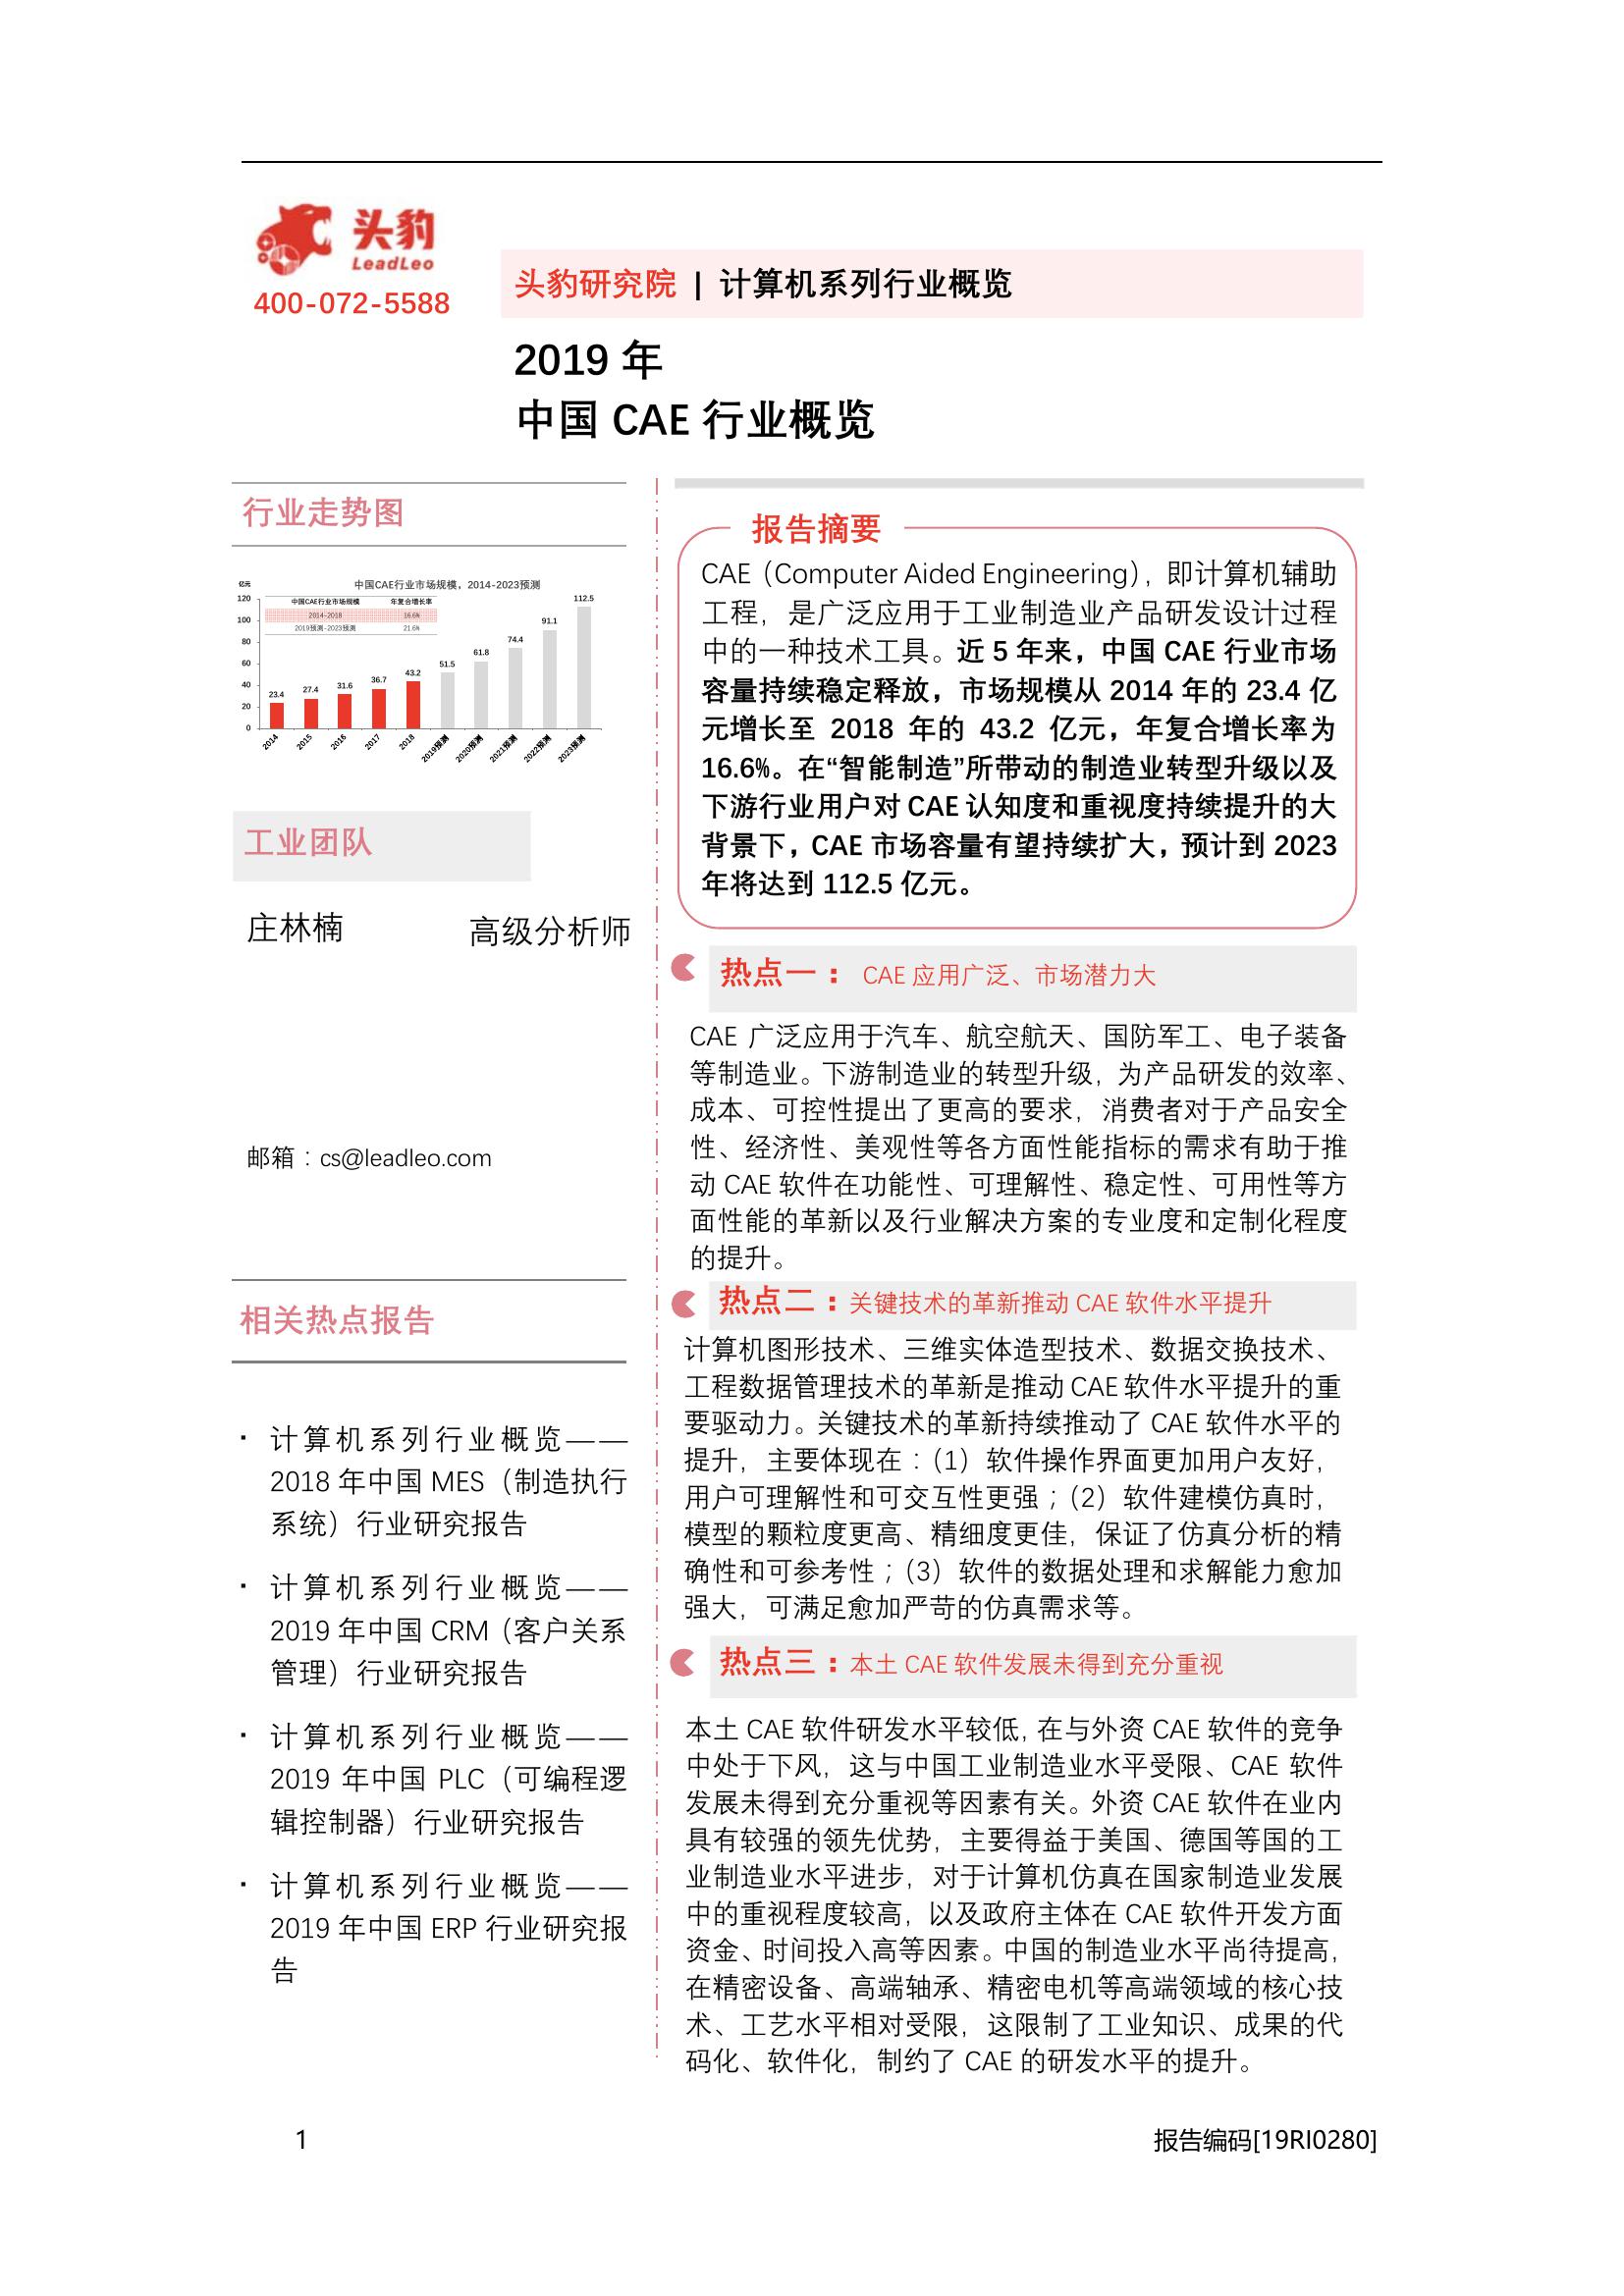 头豹
LeadLeo
400-072-5588
头豹研究院 | 计算机系列行业概览
2019 年
中国 CAE 行业概览
行业走势图
亿元
中国CAE行业市场规模，2014-2023预测
中国CAE行业市场规模 年复合增长率
2014-2018 16.6%
2019预测-2023预测 21.6%
120
100
80
60
40
20
0
23.4 27.4 31.6 36.7 43.2 51.5 61.8 74.4 91.1 112.5
2014 2015 2016 2017 2018 2019预测 2020预测 2021预测 2022预测 2023预测
工业团队
庄林楠 高级分析师
邮箱：cs@leadleo.com
相关热点报告
· 计算机系列行业概览——
2018 年中国 MES（制造执行
系统）行业研究报告
· 计算机系列行业概览——
2019 年中国 CRM（客户关系
管理）行业研究报告
· 计算机系列行业概览——
2019 年中国 PLC（可编程逻
辑控制器）行业研究报告
· 计算机系列行业概览——
2019 年中国 ERP 行业研究报
告
报告摘要
CAE（Computer Aided Engineering），即计算机辅助
工程，是广泛应用于工业制造业产品研发设计过程
中的一种技术工具。近 5 年来，中国 CAE 行业市场
容量持续稳定释放，市场规模从 2014 年的 23.4 亿
元增长至 2018 年的 43.2 亿元，年复合增长率为
16.6%。在“智能制造”所带动的制造业转型升级以及
下游行业用户对 CAE 认知度和重视度持续提升的大
背景下，CAE 市场容量有望持续扩大，预计到 2023
年将达到 112.5 亿元。
热点一： CAE 应用广泛、市场潜力大
CAE 广泛应用于汽车、航空航天、国防军工、电子装备
等制造业。下游制造业的转型升级，为产品研发的效率、
成本、可控性提出了更高的要求，消费者对于产品安全
性、经济性、美观性等各方面性能指标的需求有助于推
动 CAE 软件在功能性、可理解性、稳定性、可用性等方
面性能的革新以及行业解决方案的专业度和定制化程度
的提升。
热点二：关键技术的革新推动 CAE 软件水平提升
计算机图形技术、三维实体造型技术、数据交换技术、
工程数据管理技术的革新是推动 CAE 软件水平提升的重
要驱动力。关键技术的革新持续推动了 CAE 软件水平的
提升，主要体现在：（1）软件操作界面更加用户友好，
用户可理解性和可交互性更强；（2）软件建模仿真时，
模型的颗粒度更高、精细度更佳，保证了仿真分析的精
确性和可参考性；（3）软件的数据处理和求解能力愈加
强大，可满足愈加严苛的仿真需求等。
热点三：本土 CAE 软件发展未得到充分重视
本土 CAE 软件研发水平较低，在与外资 CAE 软件的竞争
中处于下风，这与中国工业制造业水平受限、CAE 软件
发展未得到充分重视等因素有关。外资 CAE 软件在业内
具有较强的领先优势，主要得益于美国、德国等国的工
业制造业水平进步，对于计算机仿真在国家制造业发展
中的重视程度较高，以及政府主体在 CAE 软件开发方面
资金、时间投入高等因素。中国的制造业水平尚待提高，
在精密设备、高端轴承、精密电机等高端领域的核心技
术、工艺水平相对受限，这限制了工业知识、成果的代
码化、软件化，制约了 CAE 的研发水平的提升。
1
报告编码[19RI0280]